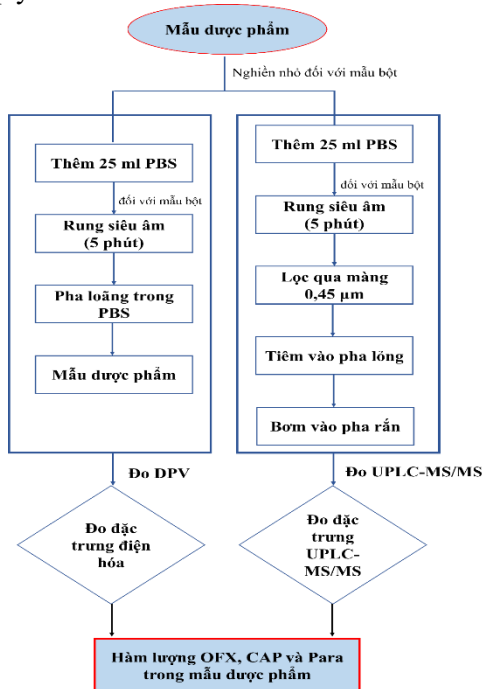 Mẫu dược phẩm
Nghiền nhỏ đối với mẫu bột
Thêm 25 ml PBS
đối với mẫu bột
Rung siêu âm
(5 phút)
Pha loãng trong
PBS
Mẫu dược phẩm
Đo DPV
Đo đặc
trưng điện
hóa
Thêm 25 ml PBS
đối với mẫu bột
Rung siêu âm
(5 phút)
Lọc qua màng
0,45 µm
Tiêm vào pha lỏng
Bơm vào pha rắn
Đo UPLC-MS/MS
Đo đặc
trưng
UPLC-
MS/MS
Hàm lượng OFX, CAP và Para
trong mẫu dược phẩm